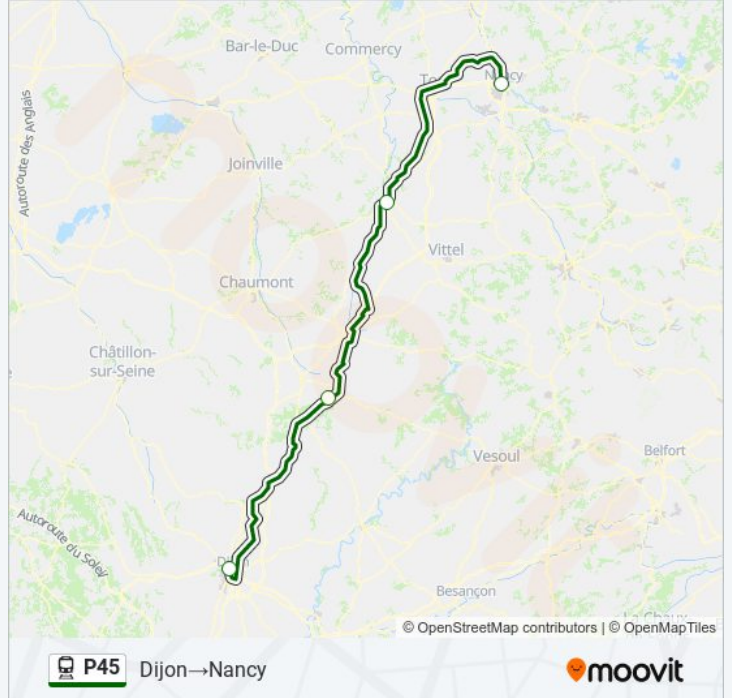 Bar-le-Duc
Commercy
Nancy
Autoroute des Anglais
Joinville
Vittel
Chaumont
Châtillon-
sur-Seine
Vesoul
Belfort
Autoroute du Soleil
Dijon
Besançon
© OpenStreetMap contributors | © OpenMapTiles
P45
Dijon→Nancy
moovit